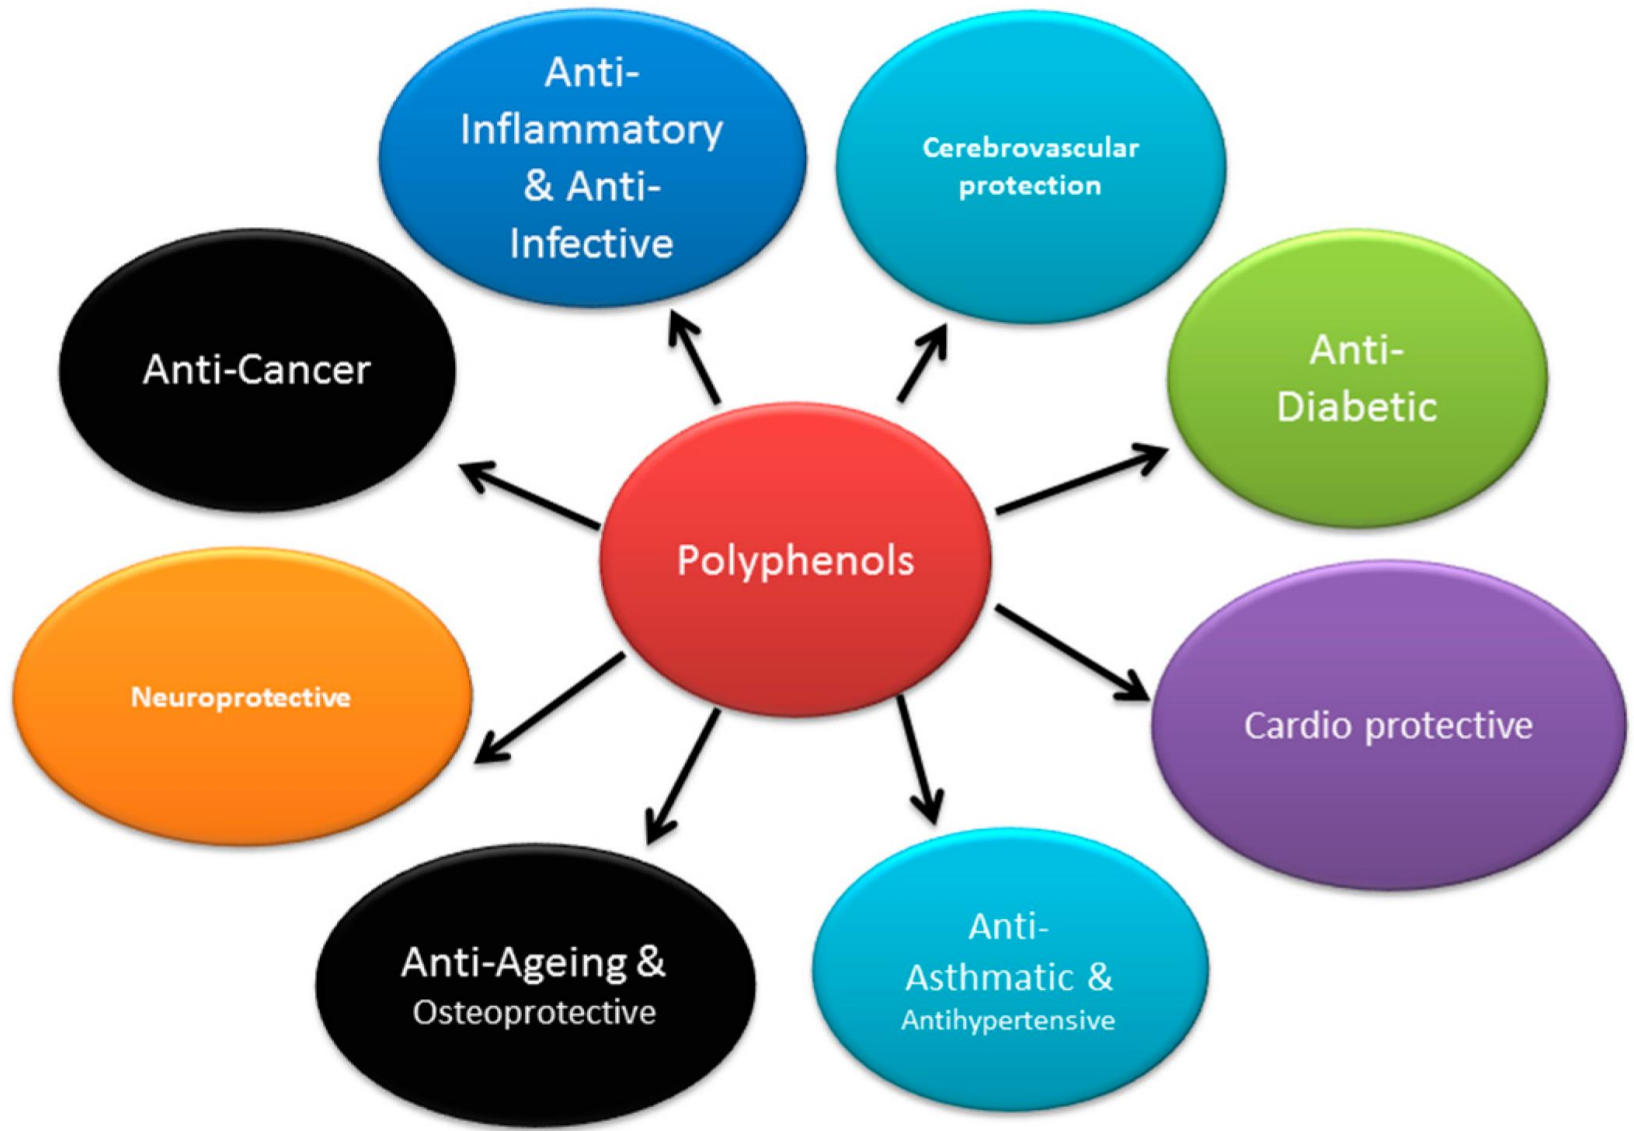 Anti-
Inflammatory
& Anti-
Infective
Cerebrovascular
protection
Anti-Cancer
Anti-
Diabetic
Polyphenols
Neuroprotective
Cardio protective
Anti-Ageing &
Osteoprotective
Anti-
Asthmatic &
Antihypertensive